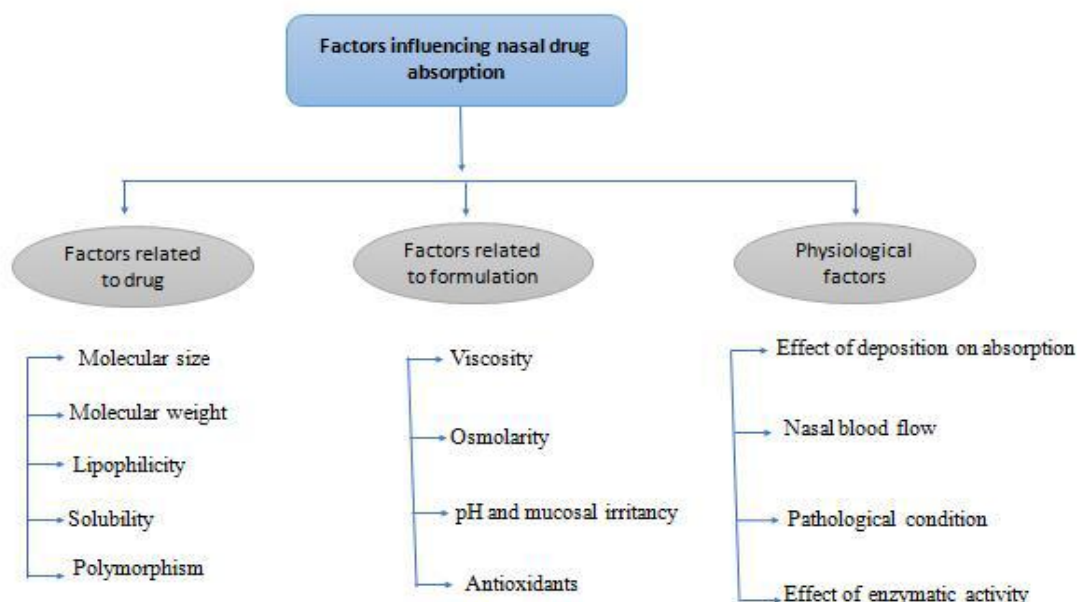 Factors influencing nasal drug
absorption
Factors related
to drug
Factors related
to formulation
Physiological
factors
Molecular size
Molecular weight
Lipophilicity
Solubility
Polymorphism
Viscosity
Osmolarity
pH and mucosal irritancy
Antioxidants
Effect of deposition on absorption
Nasal blood flow
Pathological condition
Effect of enzymatic activity